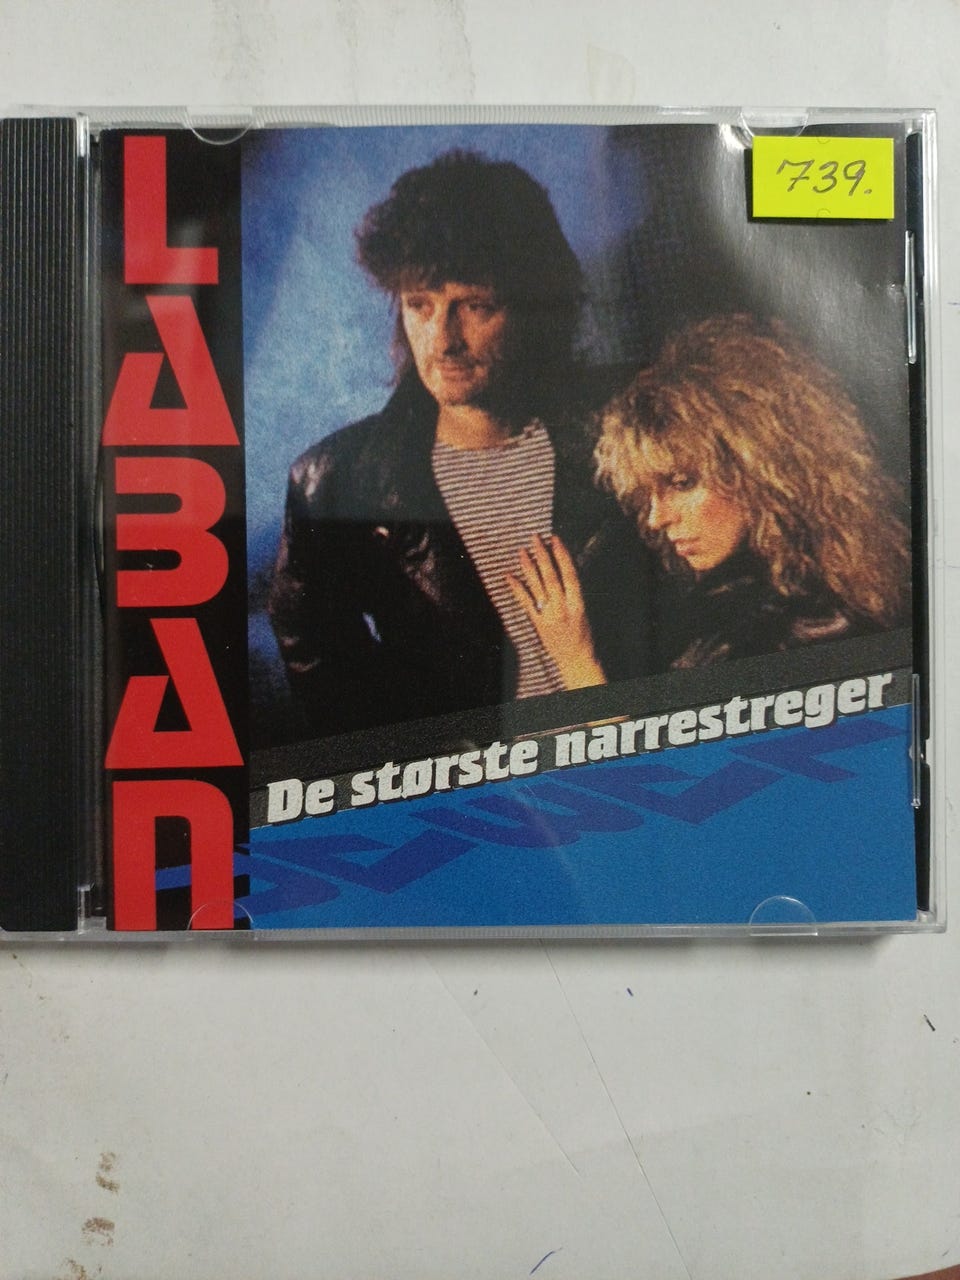 LABAN
739.
De største narrestreger